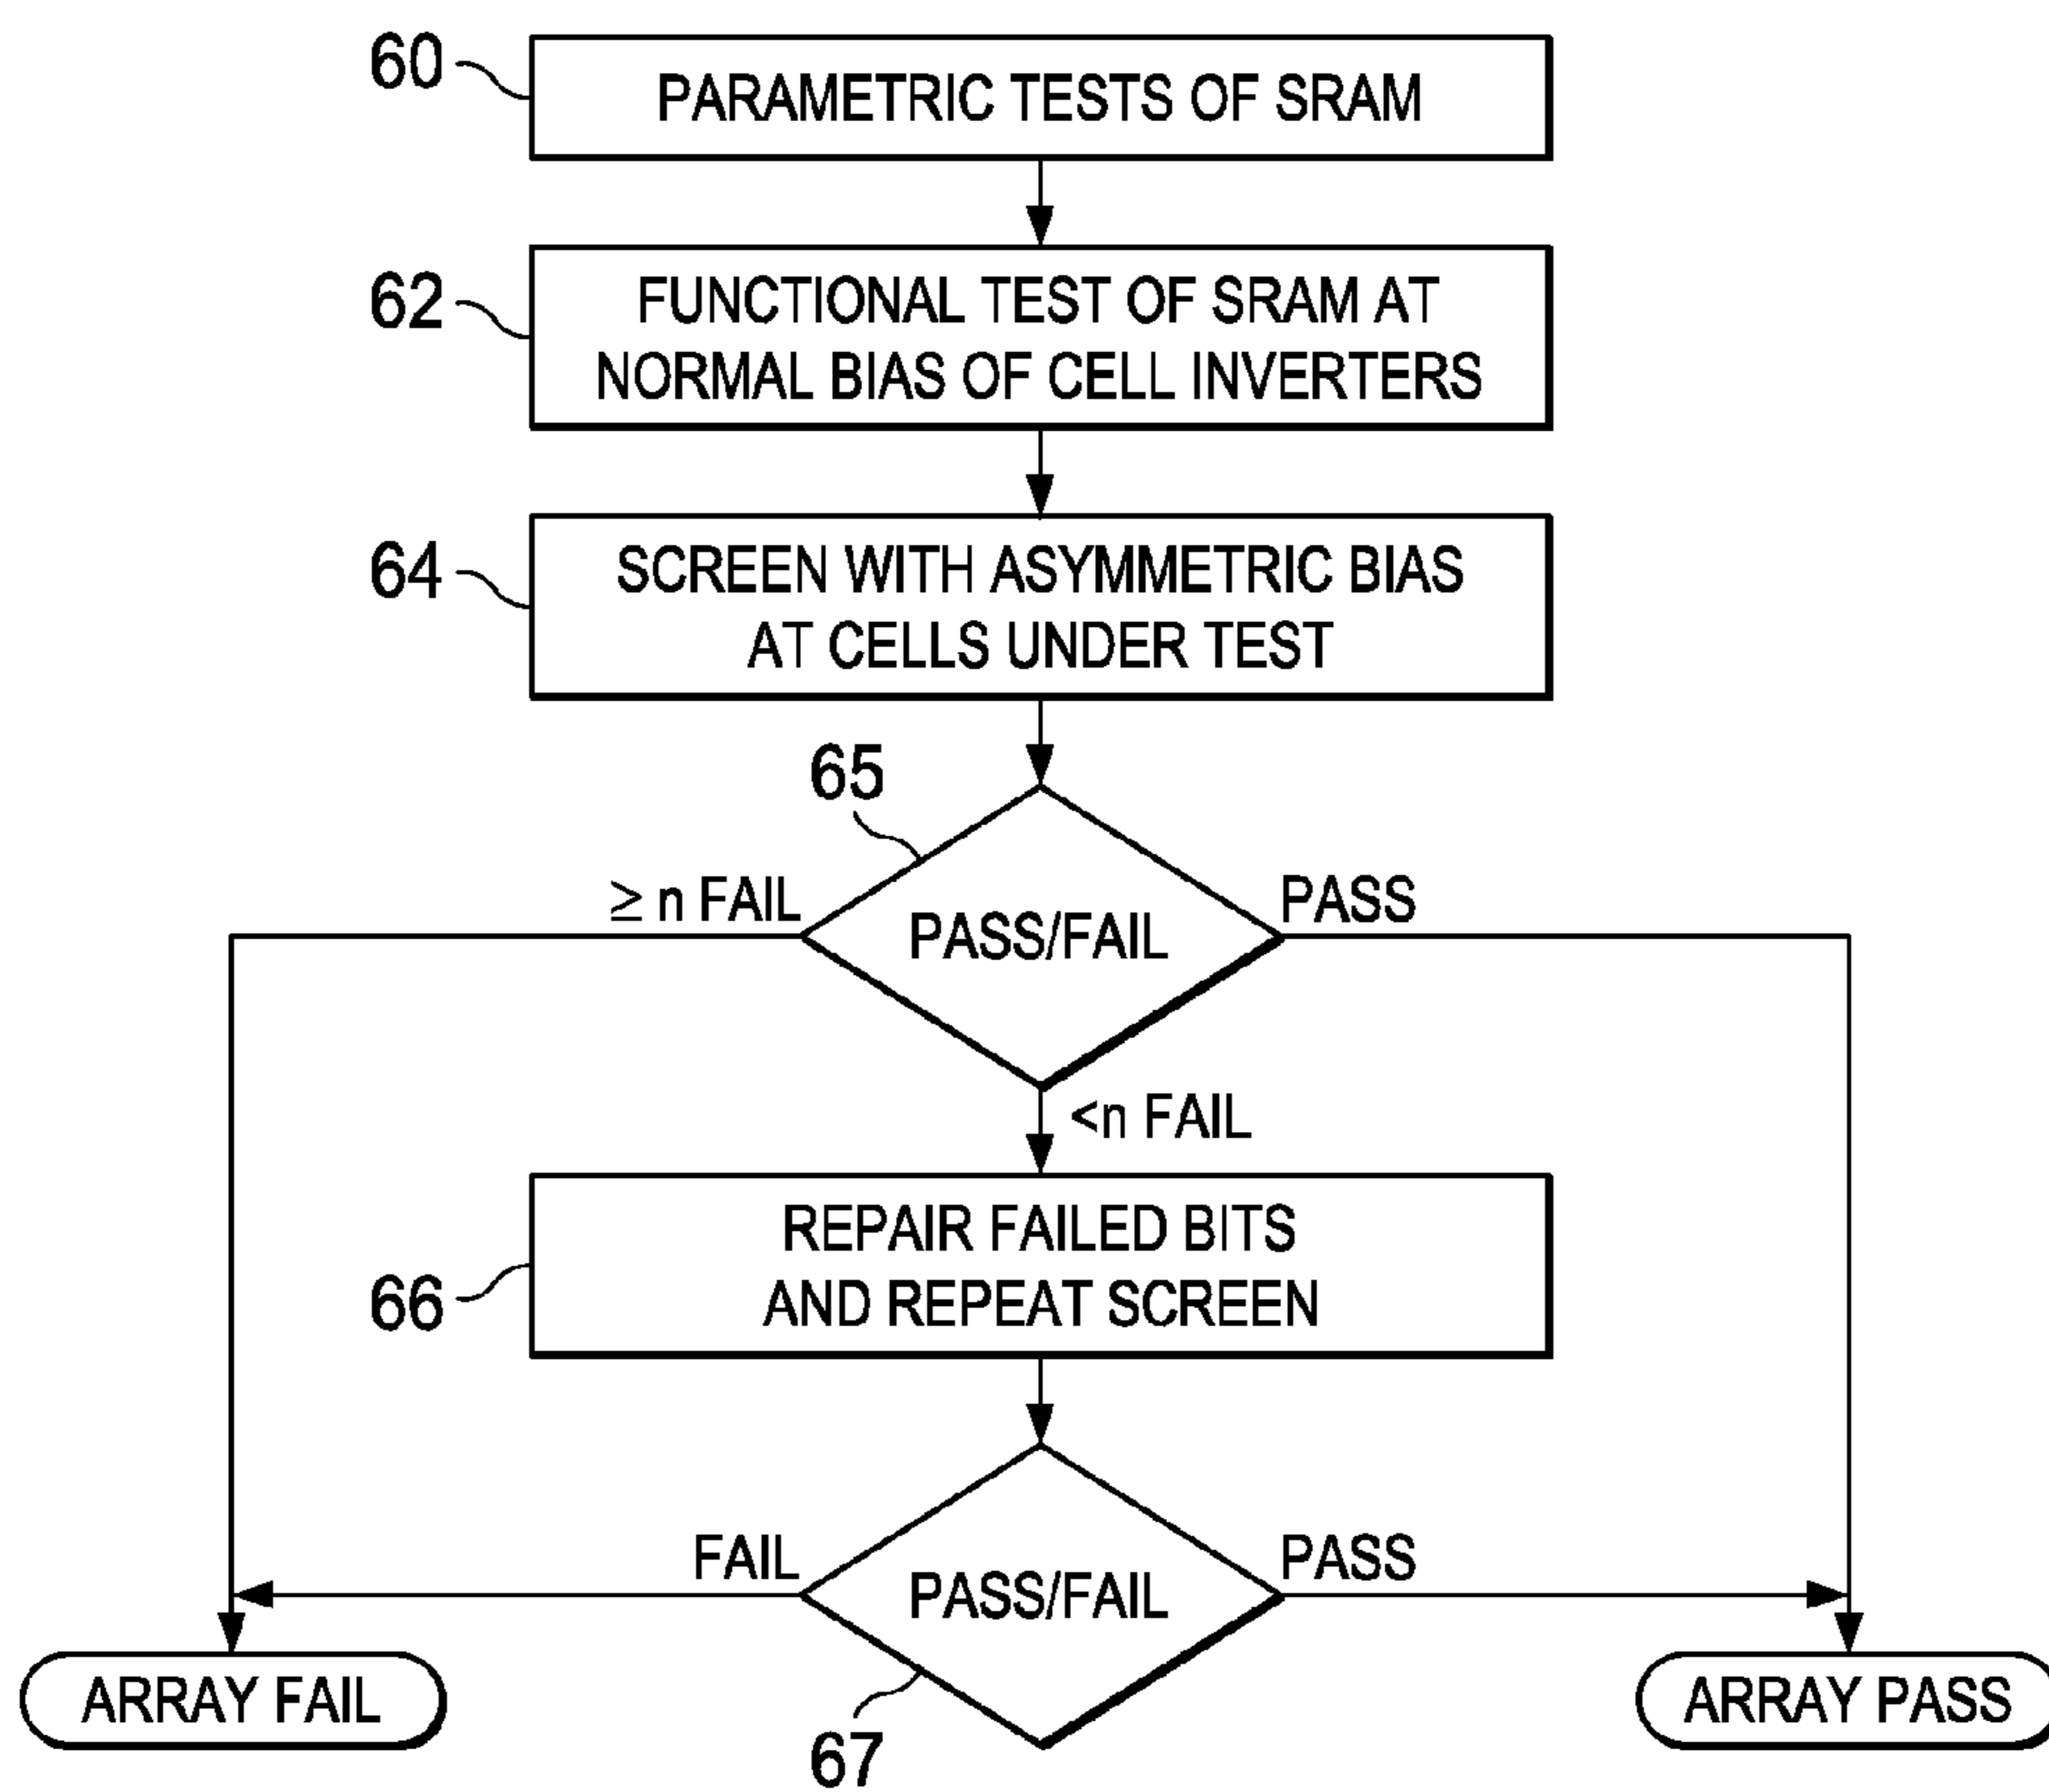 60
PARAMETRIC TESTS OF SRAM
62
FUNCTIONAL TEST OF SRAM AT
NORMAL BIAS OF CELL INVERTERS
64
SCREEN WITH ASYMMETRIC BIAS
AT CELLS UNDER TEST
65
≥ n FAIL
PASS/FAIL
PASS
<n FAIL
66
REPAIR FAILED BITS
AND REPEAT SCREEN
FAIL
PASS/FAIL
PASS
67
ARRAY FAIL
ARRAY PASS